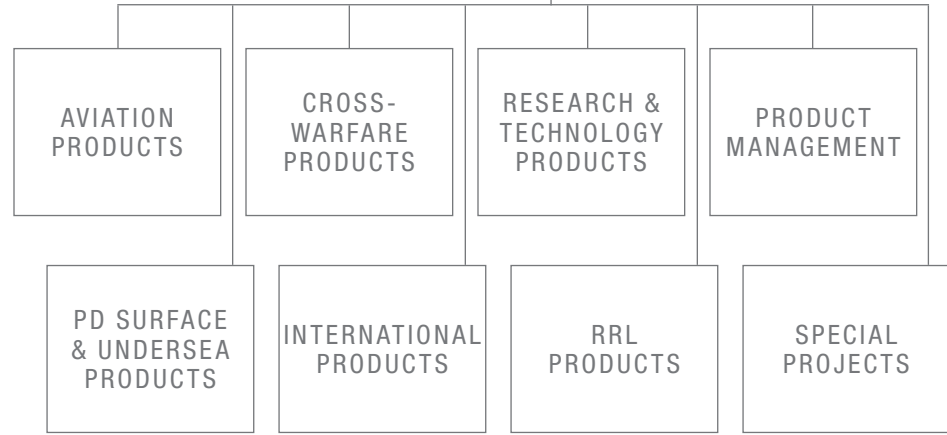 AVIATION
PRODUCTS
CROSS-
WARFARE
PRODUCTS
RESEARCH &
TECHNOLOGY
PRODUCTS
PRODUCT
MANAGEMENT
PD SURFACE
& UNDERSEA
PRODUCTS
INTERNATIONAL
PRODUCTS
RRL
PRODUCTS
SPECIAL
PROJECTS